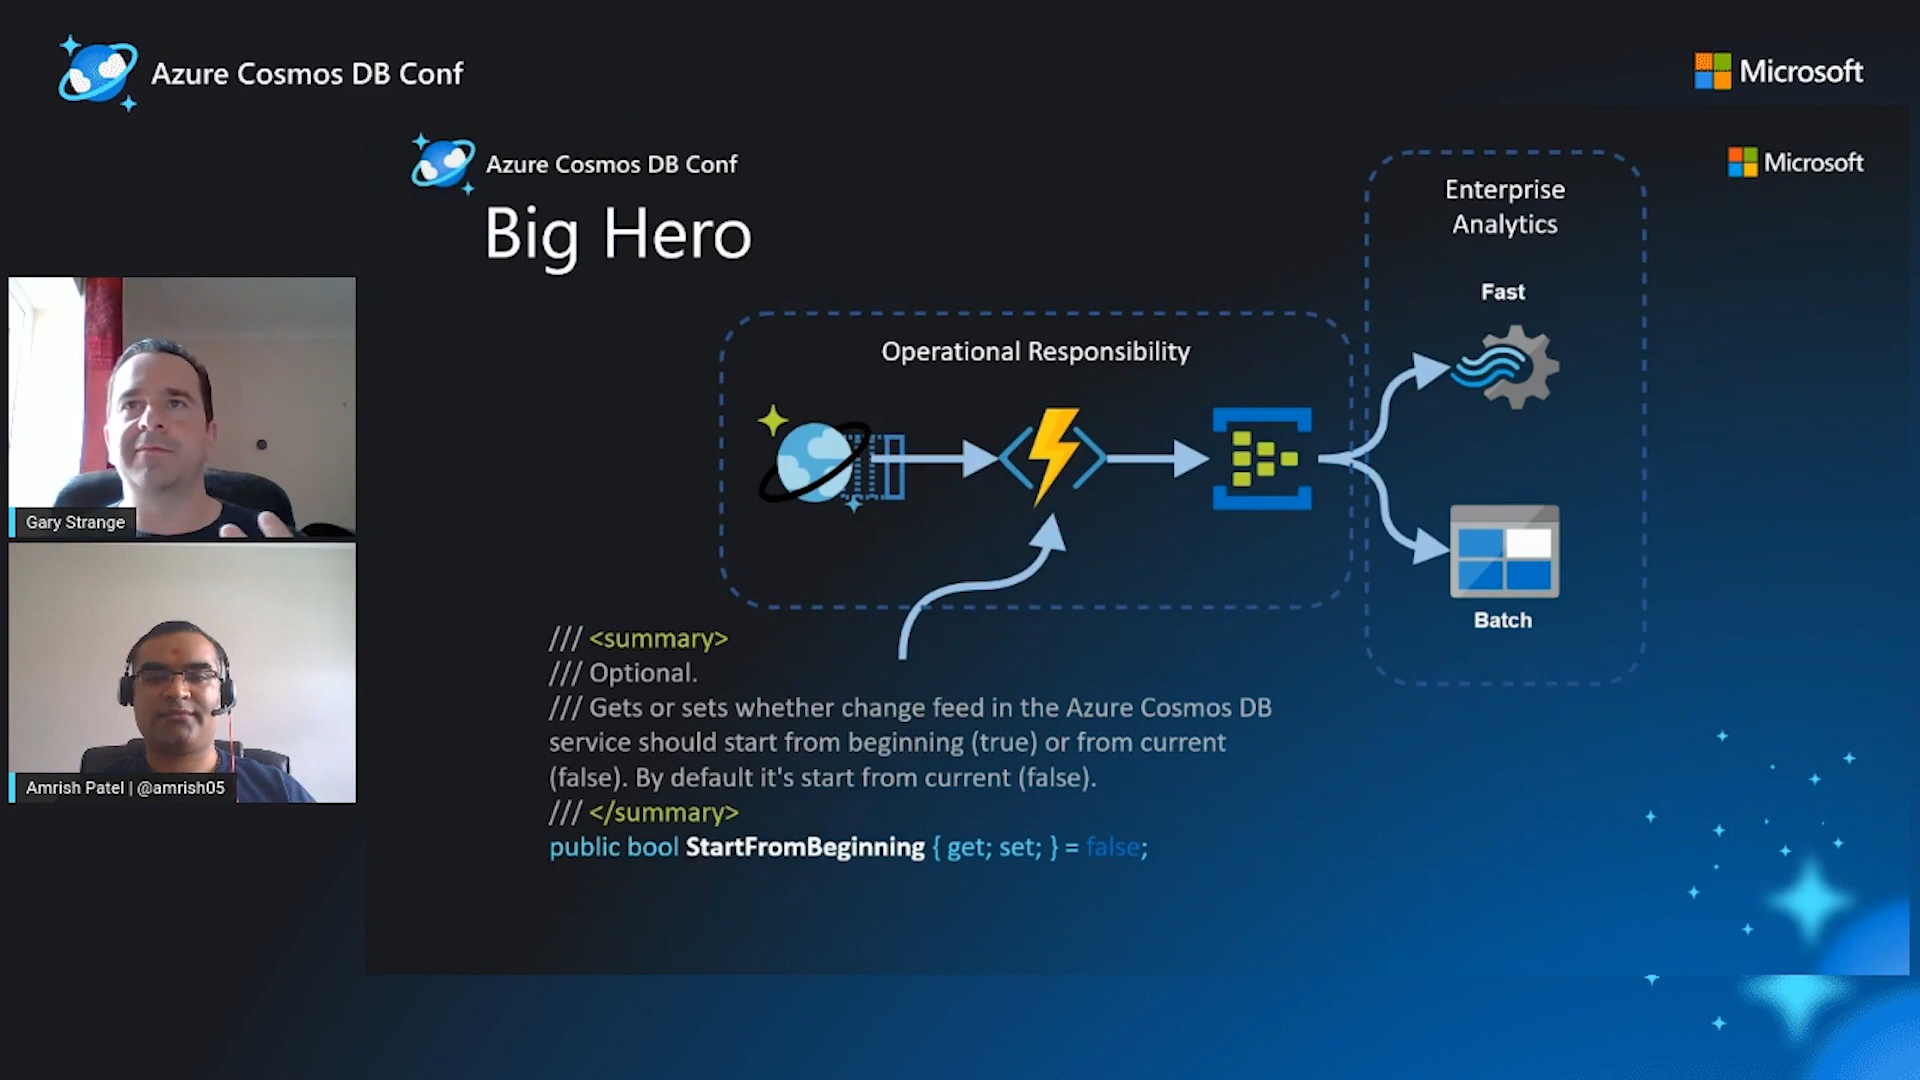 Azure Cosmos DB Conf
Microsoft
Azure Cosmos DB Conf
Microsoft
Big Hero
Enterprise
Analytics
Fast
Operational Responsibility
Batch
Gary Strange
Amrish Patel | @amrish05
/// <summary>
/// Optional.
/// Gets or sets whether change feed in the Azure Cosmos DB
service should start from beginning (true) or from current
(false). By default it's start from current (false).
/// </summary>
public bool StartFromBeginning { get; set; } = false;